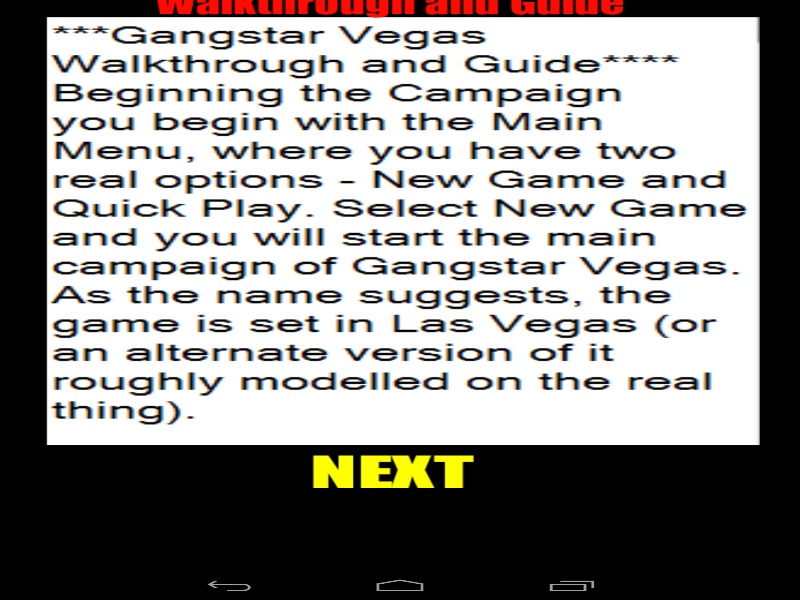 Walkthrough and Guide
***Gangstar Vegas
Walkthrough and Guide****
Beginning the Campaign
you begin with the Main
Menu, where you have two
real options - New Game and
Quick Play. Select New Game
and you will start the main
campaign of Gangstar Vegas.
As the name suggests, the
game is set in Las Vegas (or
an alternate version of it
roughly modelled on the real
thing).
NEXT